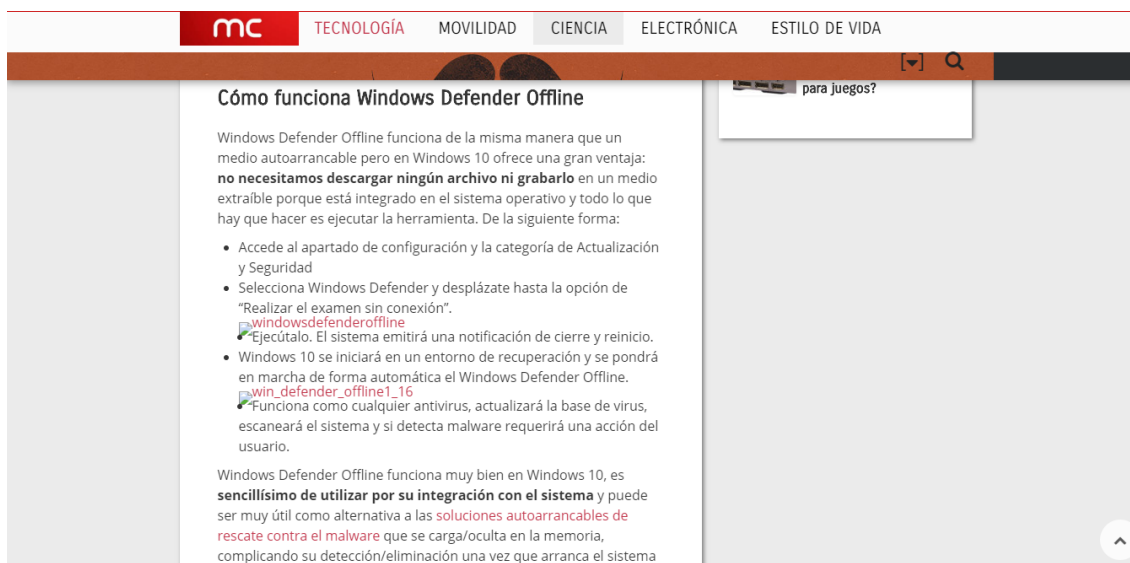 mc TECNOLOGÍA MOVILIDAD CIENCIA ELECTRÓNICA ESTILO DE VIDA
para juegos?
Cómo funciona Windows Defender Offline
Windows Defender Offline funciona de la misma manera que un
medio autoarrancable pero en Windows 10 ofrece una gran ventaja:
no necesitamos descargar ningún archivo ni grabarlo en un medio
extraíble porque está integrado en el sistema operativo y todo lo que
hay que hacer es ejecutar la herramienta. De la siguiente forma:
• Accede al apartado de configuración y la categoría de Actualización
y Seguridad
• Selecciona Windows Defender y desplázate hasta la opción de
“Realizar el examen sin conexión”.
windowsdefenderoffline
• Ejecútalo. El sistema emitirá una notificación de cierre y reinicio.
• Windows 10 se iniciará en un entorno de recuperación y se pondrá
en marcha de forma automática el Windows Defender Offline.
win_defender_offline1_16
• Funciona como cualquier antivirus, actualizará la base de virus,
escaneará el sistema y si detecta malware requerirá una acción del
usuario.
Windows Defender Offline funciona muy bien en Windows 10, es
sencillísimo de utilizar por su integración con el sistema y puede
ser muy útil como alternativa a las soluciones autoarrancables de
rescate contra el malware que se carga/oculta en la memoria,
complicando su detección/eliminación una vez que arranca el sistema